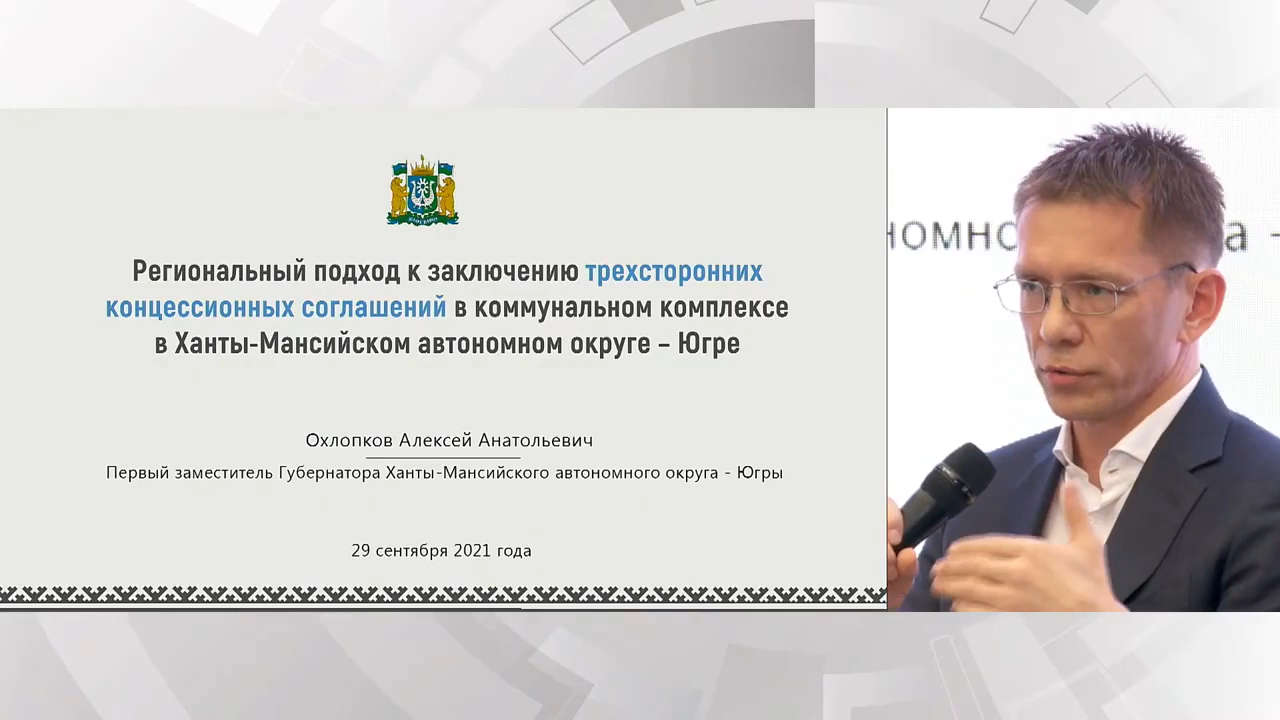 Региональный подход к заключению трехсторонних
концессионных соглашений в коммунальном комплексе
в Ханты-Мансийском автономном округе – Югре
Охлопков Алексей Анатольевич
Первый заместитель Губернатора Ханты-Мансийского автономного округа - Югры
29 сентября 2021 года